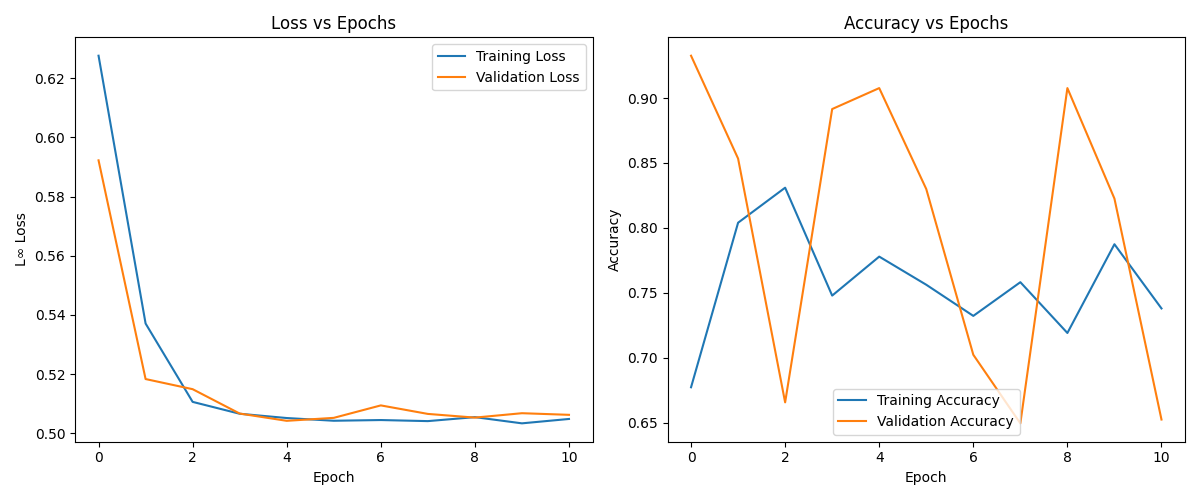 Loss vs Epochs
L∞ Loss
0.62
0.60
0.58
0.56
0.54
0.52
0.50
Training Loss
Validation Loss
0 2 4 6 8 10
Epoch
Accuracy vs Epochs
Accuracy
0.90
0.85
0.80
0.75
0.70
0.65
Training Accuracy
Validation Accuracy
0 2 4 6 8 10
Epoch